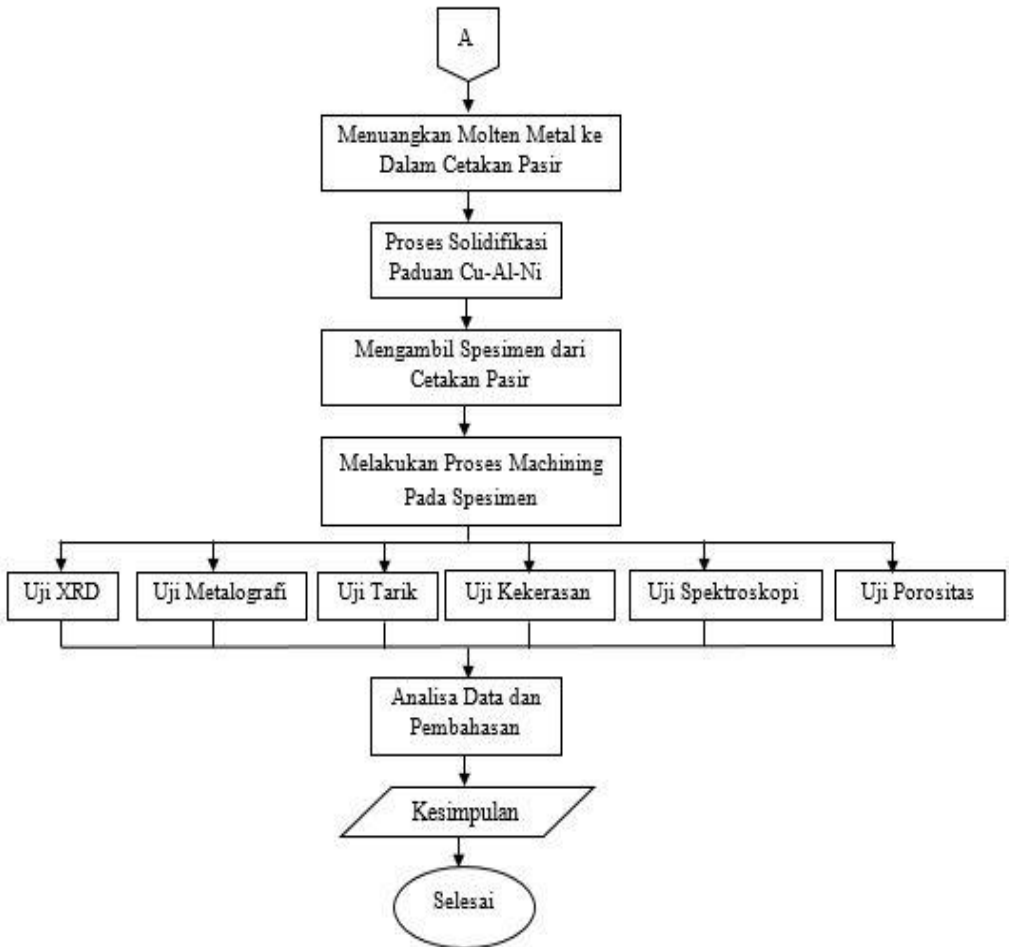 A
Menuangkan Molten Metal ke
Dalam Cetakan Pasir
Proses Solidifikasi
Paduan Cu-Al-Ni
Mengambil Spesimen dari
Cetakan Pasir
Melakukan Proses Machining
Pada Spesimen
Uji XRD
Uji Metalografi
Uji Tarik
Uji Kekerasan
Uji Spektroskopi
Uji Porositas
Analisa Data dan
Pembahasan
Kesimpulan
Selesai